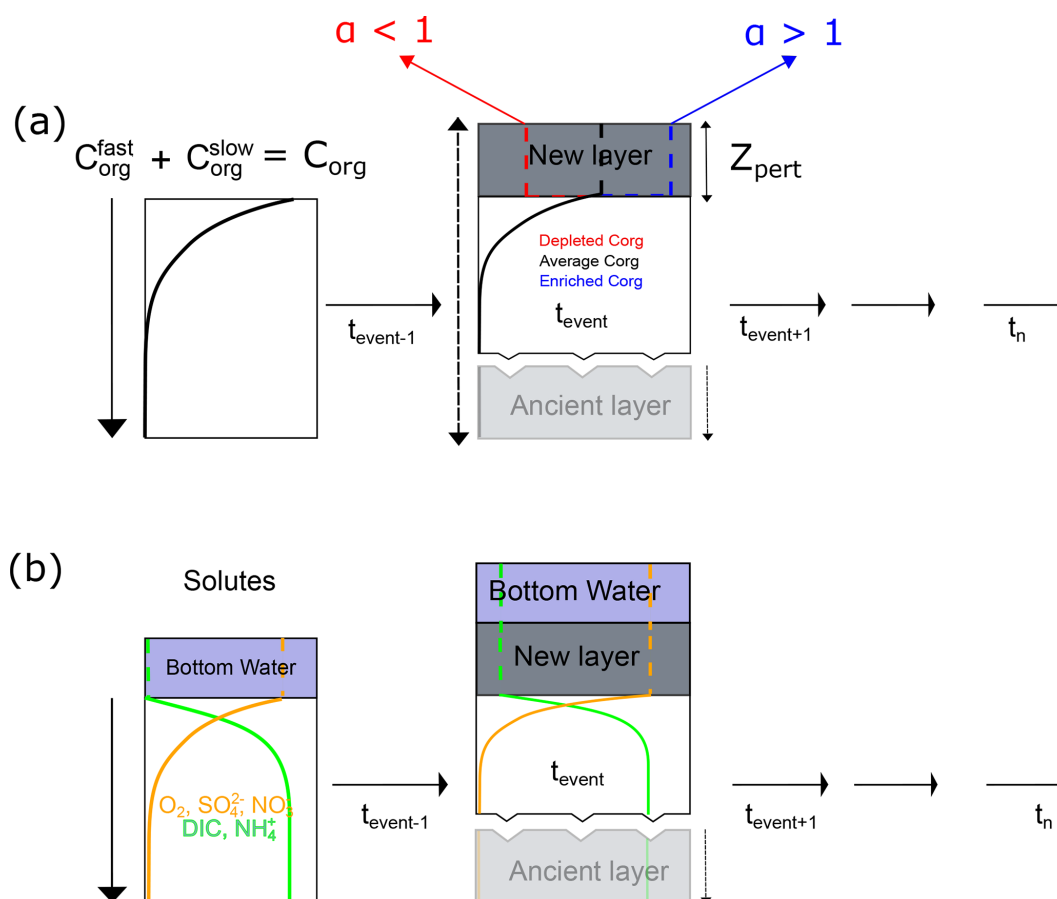 α < 1
α > 1
(a)
C_org^fast + C_org^slow = C_org
New layer
Z_pert
Depleted Corg
Average Corg
Enriched Corg
t_event
t_event-1
t_event+1
t_n
Ancient layer
(b)
Solutes
Bottom Water
Bottom Water
New layer
t_event
O₂, SO₄²⁻, NO₃
DIC, NH₄⁺
t_event-1
t_event+1
t_n
Ancient layer